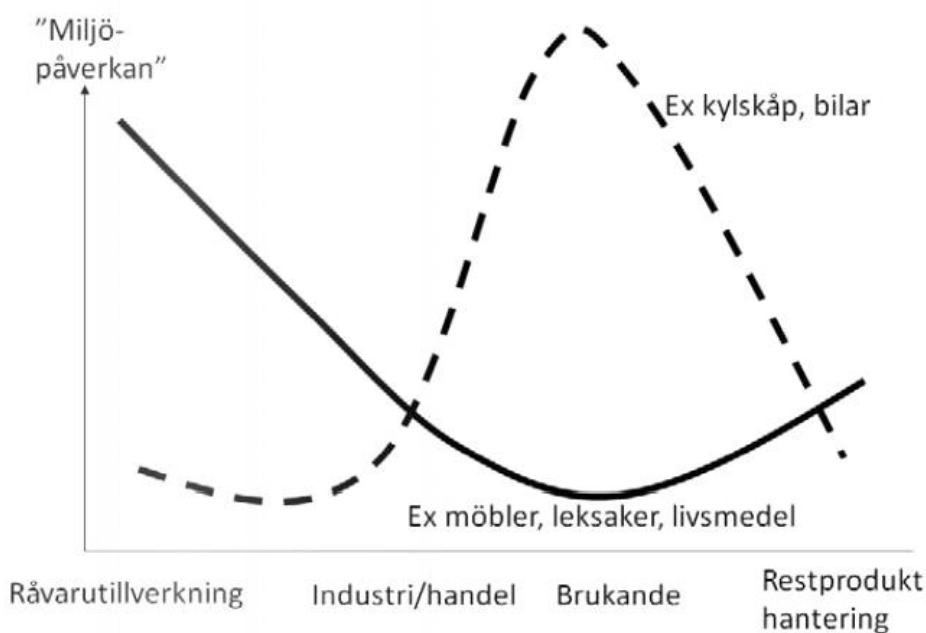 ”Miljö-
påverkan”
Ex kylskåp, bilar
Ex möbler, leksaker, livsmedel
Råvarutillverkning
Industri/handel
Brukande
Restprodukt
hantering